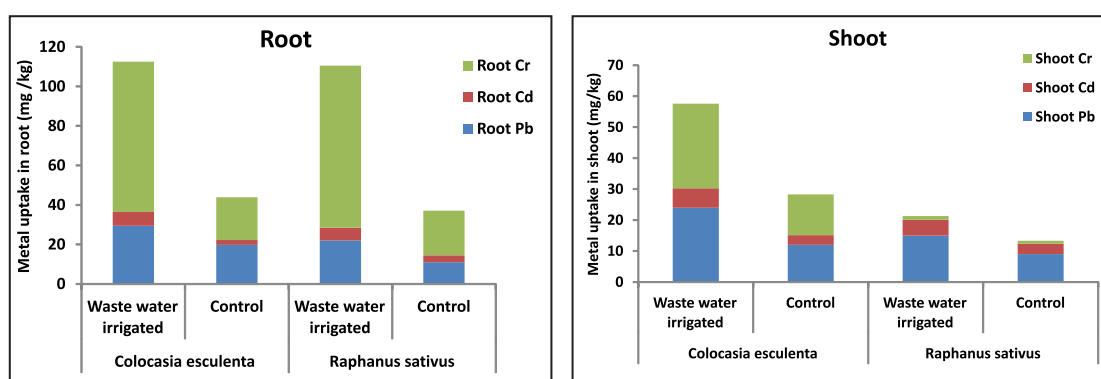 Root
Metal uptake in root (mg /kg)
120
100
80
60
40
20
0
Root Cr
Root Cd
Root Pb
Waste water
irrigated
Control
Waste water
irrigated
Control
Colocasia esculenta
Raphanus sativus
Shoot
Metal uptake in shoot (mg/kg)
70
60
50
40
30
20
10
0
Shoot Cr
Shoot Cd
Shoot Pb
Waste water
irrigated
Control
Waste water
irrigated
Control
Colocasia esculenta
Raphanus sativus